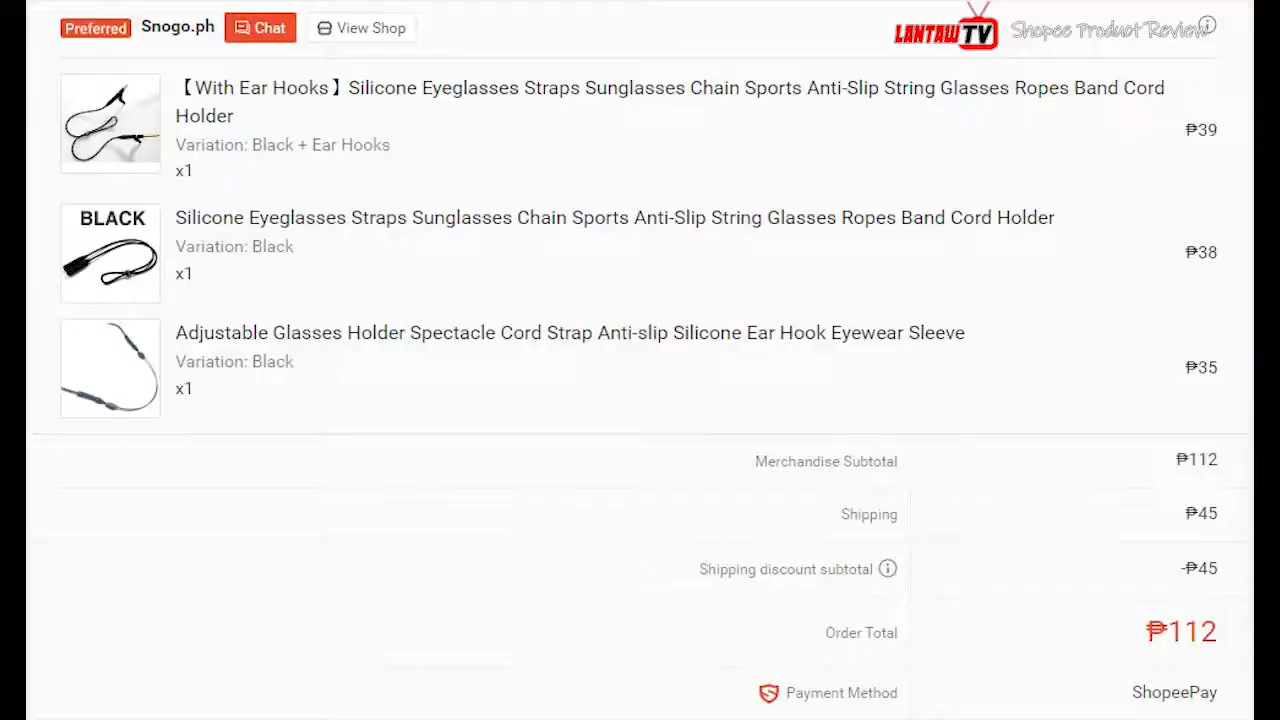 Preferred Snogo.ph Chat View Shop LANTAW TV Shopee Product Review
【With Ear Hooks】Silicone Eyeglasses Straps Sunglasses Chain Sports Anti-Slip String Glasses Ropes Band Cord
Holder
Variation: Black + Ear Hooks
₱39
x1
BLACK
Silicone Eyeglasses Straps Sunglasses Chain Sports Anti-Slip String Glasses Ropes Band Cord Holder
Variation: Black
₱38
x1
Adjustable Glasses Holder Spectacle Cord Strap Anti-slip Silicone Ear Hook Eyewear Sleeve
Variation: Black
₱35
x1
Merchandise Subtotal ₱112
Shipping ₱45
Shipping discount subtotal -₱45
Order Total ₱112
Payment Method ShopeePay